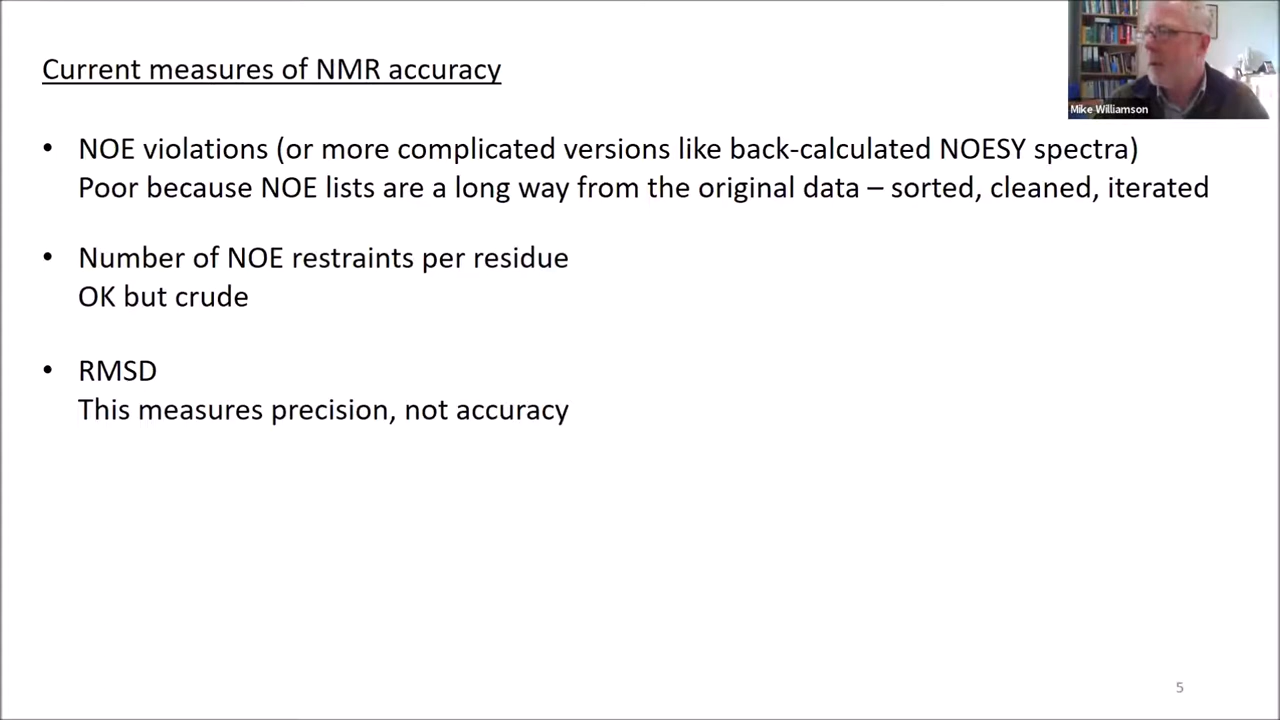 Current measures of NMR accuracy
Mike Williamson
• NOE violations (or more complicated versions like back-calculated NOESY spectra)
Poor because NOE lists are a long way from the original data – sorted, cleaned, iterated
• Number of NOE restraints per residue
OK but crude
• RMSD
This measures precision, not accuracy
5